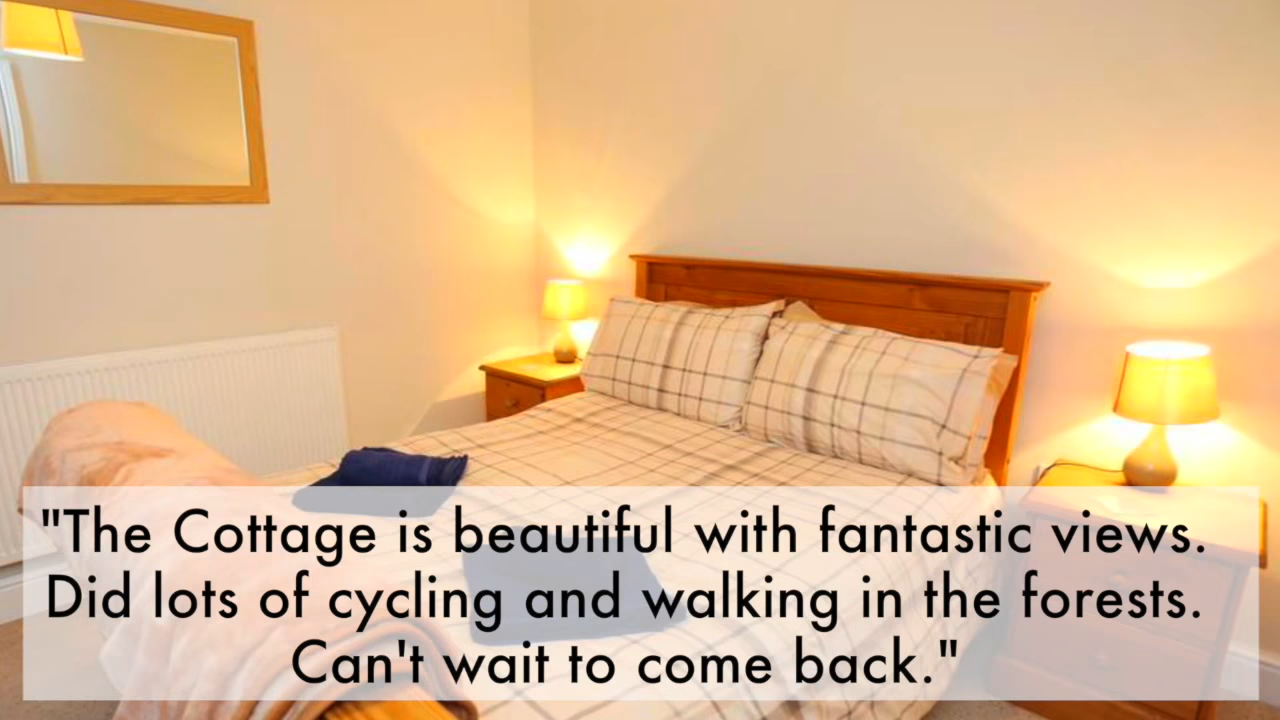 "The Cottage is beautiful with fantastic views.
Did lots of cycling and walking in the forests.
Can't wait to come back."